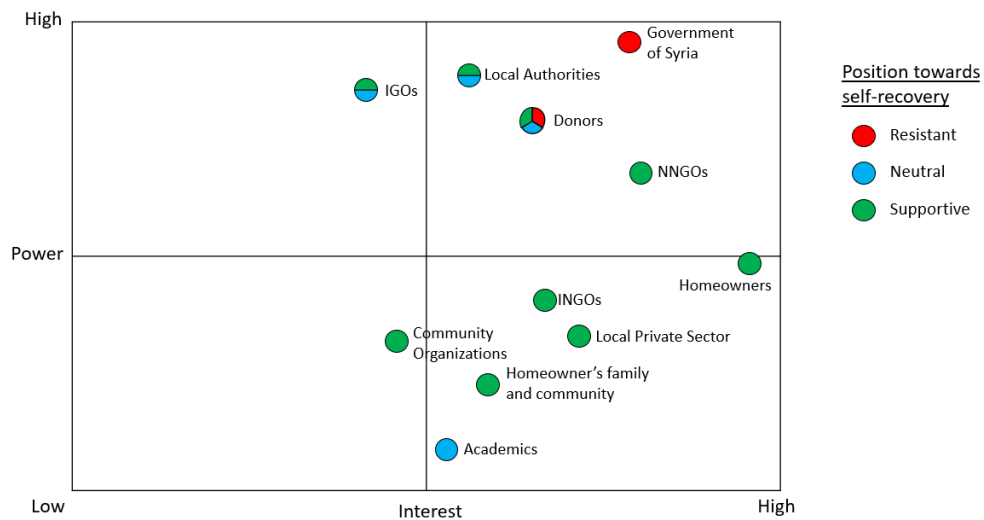 High
Government
of Syria
Local Authorities
IGOs
Donors
NNGOs
Power
Homeowners
INGOs
Community
Organizations
Local Private Sector
Homeowner's family
and community
Academics
Low
Interest
High
Position towards
self-recovery
Resistant
Neutral
Supportive